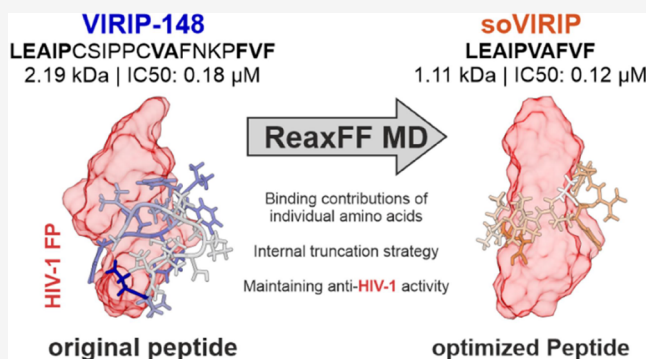 VIRIP-148
LEAIPCSIPPCVAFNKPFVF
2.19 kDa | IC50: 0.18 μM
soVIRIP
LEAIPVAFVF
1.11 kDa | IC50: 0.12 μM
ReaxFF MD
Binding contributions of
individual amino acids
Internal truncation strategy
Maintaining anti-HIV-1 activity
HIV-1 FP
original peptide
optimized Peptide